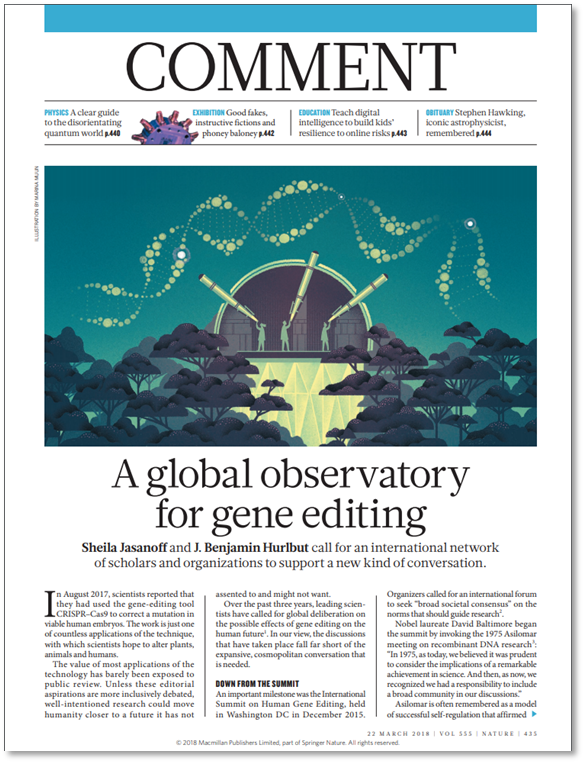 COMMENT
PHYSICS A clear guide
to the disorientating
quantum world p.440
EXHIBITION Good fakes,
instructive fictions and
phoney baloney p.442
EDUCATION Teach digital
intelligence to build kids'
resilience to online risks p.443
OBITUARY Stephen Hawking,
iconic astrophysicist,
remembered p.444
ILLUSTRATION BY MARINA MUUN
A global observatory
for gene editing
Sheila Jasanoff and J. Benjamin Hurlbut call for an international network
of scholars and organizations to support a new kind of conversation.
In August 2017, scientists reported that
they had used the gene-editing tool
CRISPR–Cas9 to correct a mutation in
viable human embryos. The work is just one
of countless applications of the technique,
with which scientists hope to alter plants,
animals and humans.
The value of most applications of the
technology has barely been exposed to
public review. Unless these editorial
aspirations are more inclusively debated,
well-intentioned research could move
humanity closer to a future it has not
assented to and might not want.
Over the past three years, leading scien-
tists have called for global deliberation on
the possible effects of gene editing on the
human future¹. In our view, the discussions
that have taken place fall far short of the
expansive, cosmopolitan conversation that
is needed.
DOWN FROM THE SUMMIT
An important milestone was the International
Summit on Human Gene Editing, held
in Washington DC in December 2015.
Organizers called for an international forum
to seek “broad societal consensus” on the
norms that should guide research².
Nobel laureate David Baltimore began
the summit by invoking the 1975 Asilomar
meeting on recombinant DNA research³:
“In 1975, as today, we believed it was prudent
to consider the implications of a remarkable
achievement in science. And then, as now, we
recognized we had a responsibility to include
a broad community in our discussions.”
Asilomar is often remembered as a model
of successful self-regulation that affirmed
22 MARCH 2018 | VOL 555 | NATURE | 435
© 2018 Macmillan Publishers Limited, part of Springer Nature. All rights reserved.